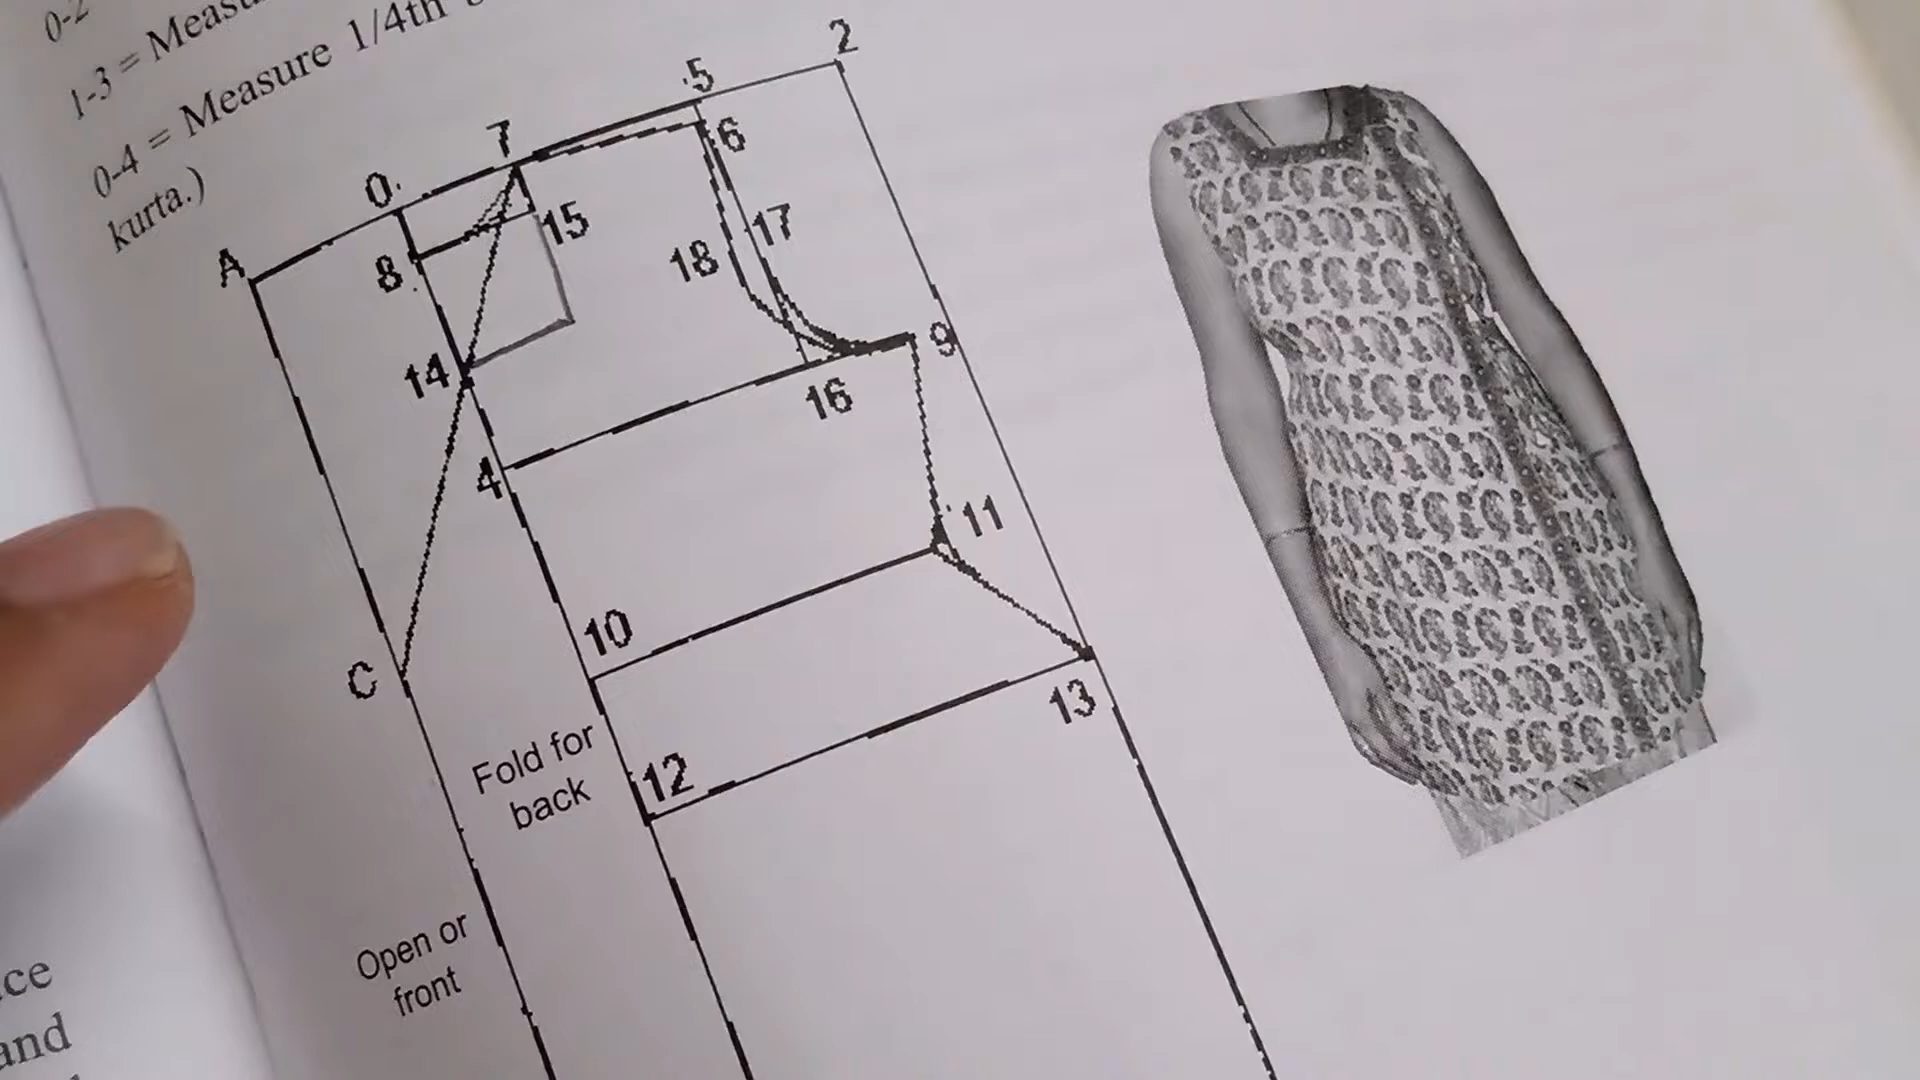 0-2
1-3 = Measu
0-4 = Measure 1/4th
kurta.)
2
5
7
6
0
15
17
A
8
18
14
9
16
4
11
10
C
13
Fold for
back
12
Open or
front
ce
and